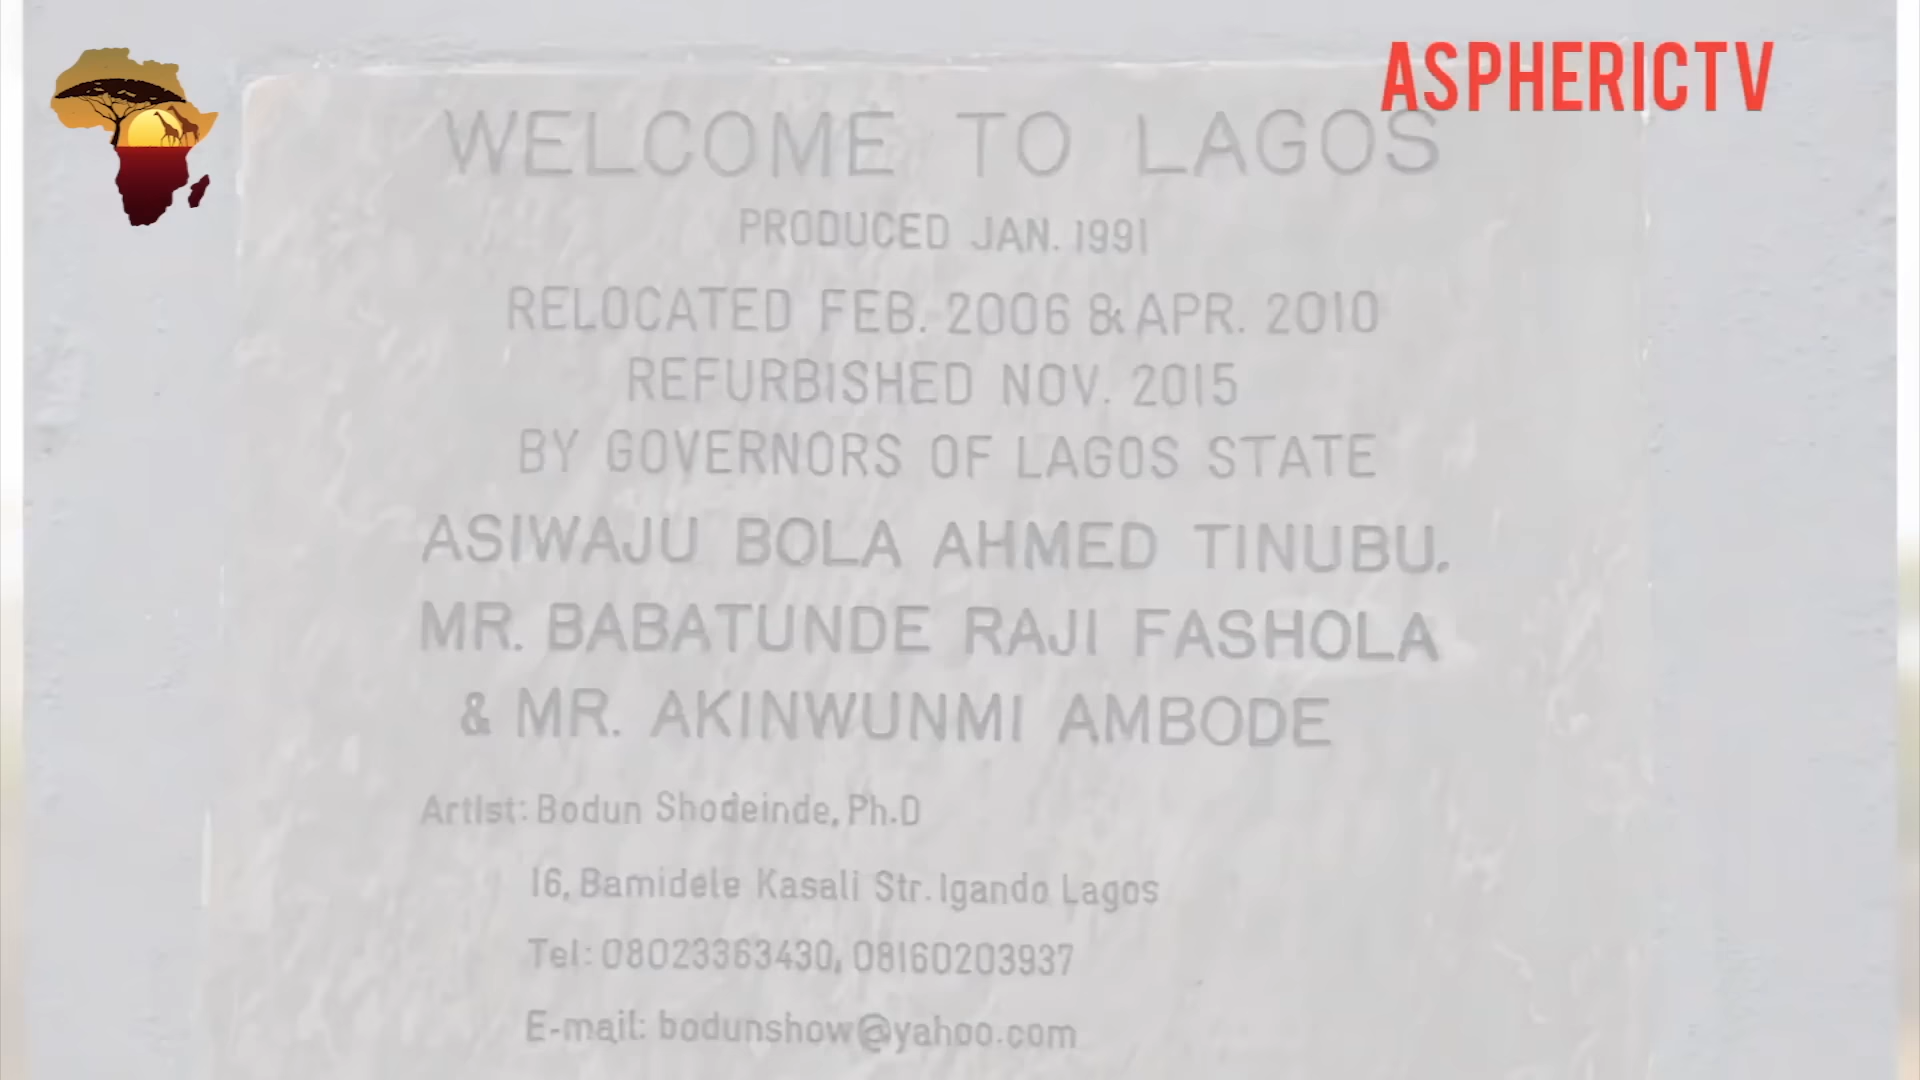 ASPHERICTV
WELCOME TO LAGOS
PRODUCED JAN. 1991
RELOCATED FEB. 2006 & APR. 2010
REFURBISHED NOV. 2015
BY GOVERNORS OF LAGOS STATE
ASIWAJU BOLA AHMED TINUBU.
MR. BABATUNDE RAJI FASHOLA
& MR. AKINWUNMI AMBODE
Artist: Bodun Shodeinde, Ph.D
16, Bamidele Kasali Str. Igando Lagos
Tel: 08023363430, 08160203937
E-mail: bodunshow@yahoo.com